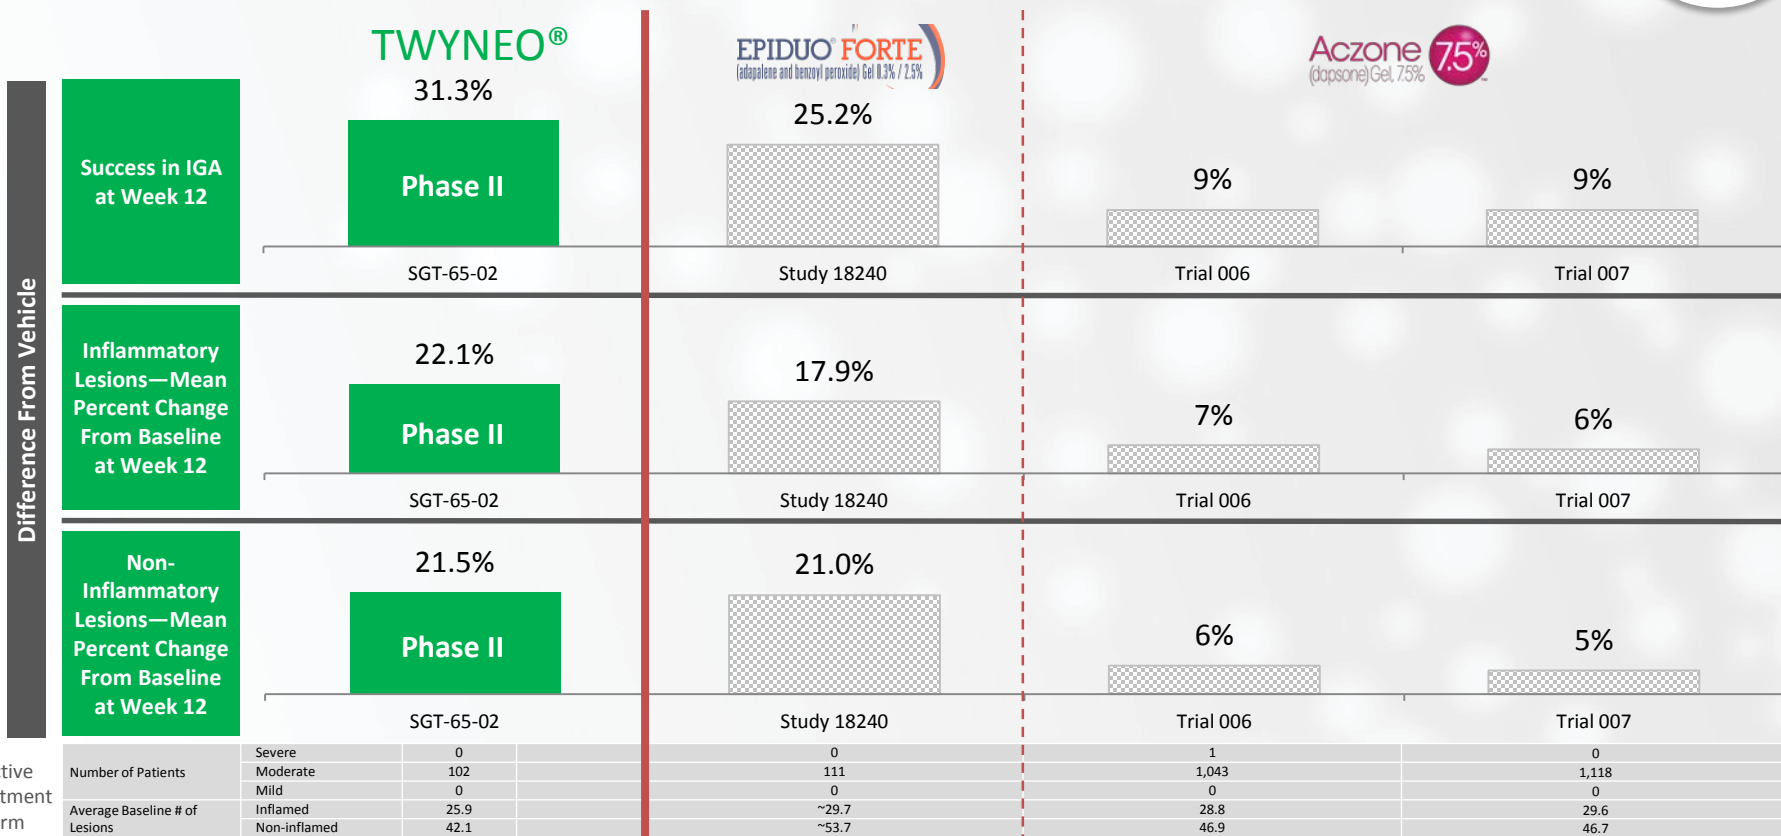 TWYNEO®
EPIDUO® FORTE
(adapalene and benzoyl peroxide) Gel 0.3% / 2.5%
Aczone 7.5%
(dapsone) Gel, 7.5%
Difference From Vehicle
Success in IGA
at Week 12
31.3%
Phase II
SGT-65-02
25.2%
Study 18240
9%
Trial 006
9%
Trial 007
Inflammatory
Lesions—Mean
Percent Change
From Baseline
at Week 12
22.1%
Phase II
SGT-65-02
17.9%
Study 18240
7%
Trial 006
6%
Trial 007
Non-
Inflammatory
Lesions—Mean
Percent Change
From Baseline
at Week 12
21.5%
Phase II
SGT-65-02
21.0%
Study 18240
6%
Trial 006
5%
Trial 007
Number of Patients
Severe 0 0 1 0
Moderate 102 111 1,043 1,118
Mild 0 0 0 0
Average Baseline # of
Lesions
Inflamed 25.9 ~29.7 28.8 29.6
Non-inflamed 42.1 ~53.7 46.9 46.7